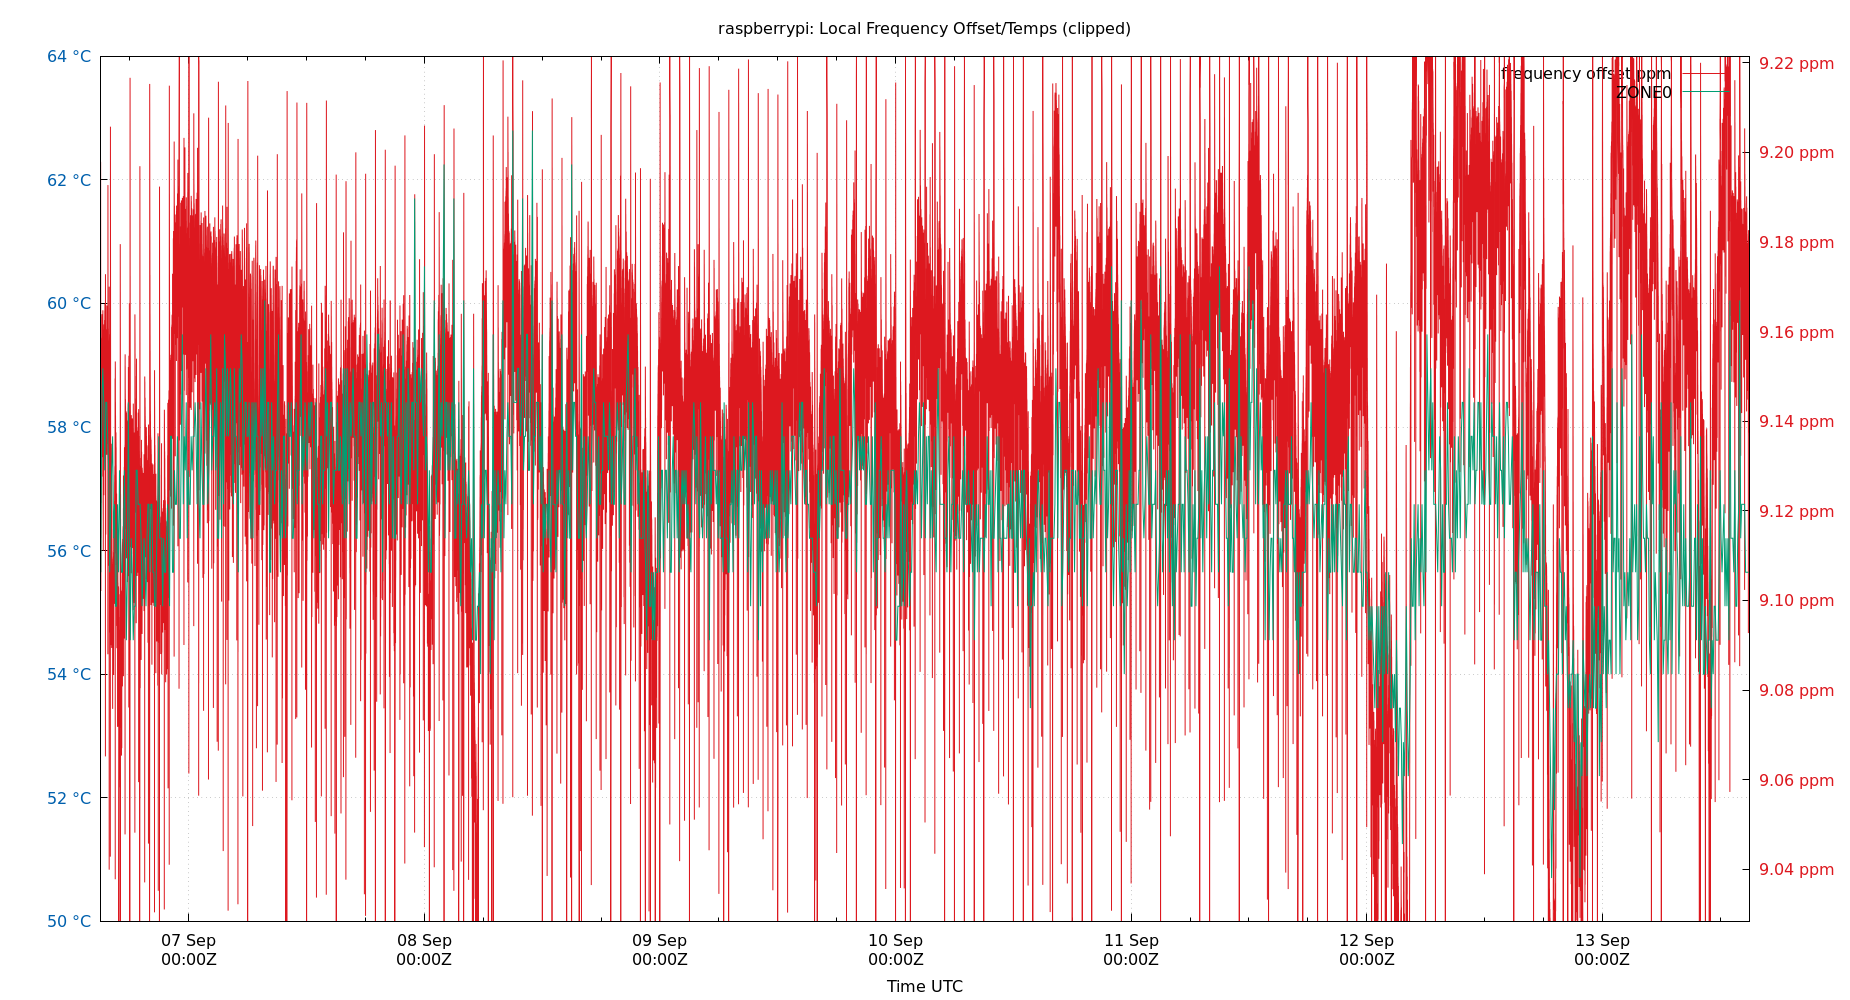 raspberrypi: Local Frequency Offset/Temps (clipped)
64 °C
62 °C
60 °C
58 °C
56 °C
54 °C
52 °C
50 °C
frequency offset ppm
ZONE0
9.22 ppm
9.20 ppm
9.18 ppm
9.16 ppm
9.14 ppm
9.12 ppm
9.10 ppm
9.08 ppm
9.06 ppm
9.04 ppm
07 Sep
00:00Z
08 Sep
00:00Z
09 Sep
00:00Z
10 Sep
00:00Z
11 Sep
00:00Z
12 Sep
00:00Z
13 Sep
00:00Z
Time UTC